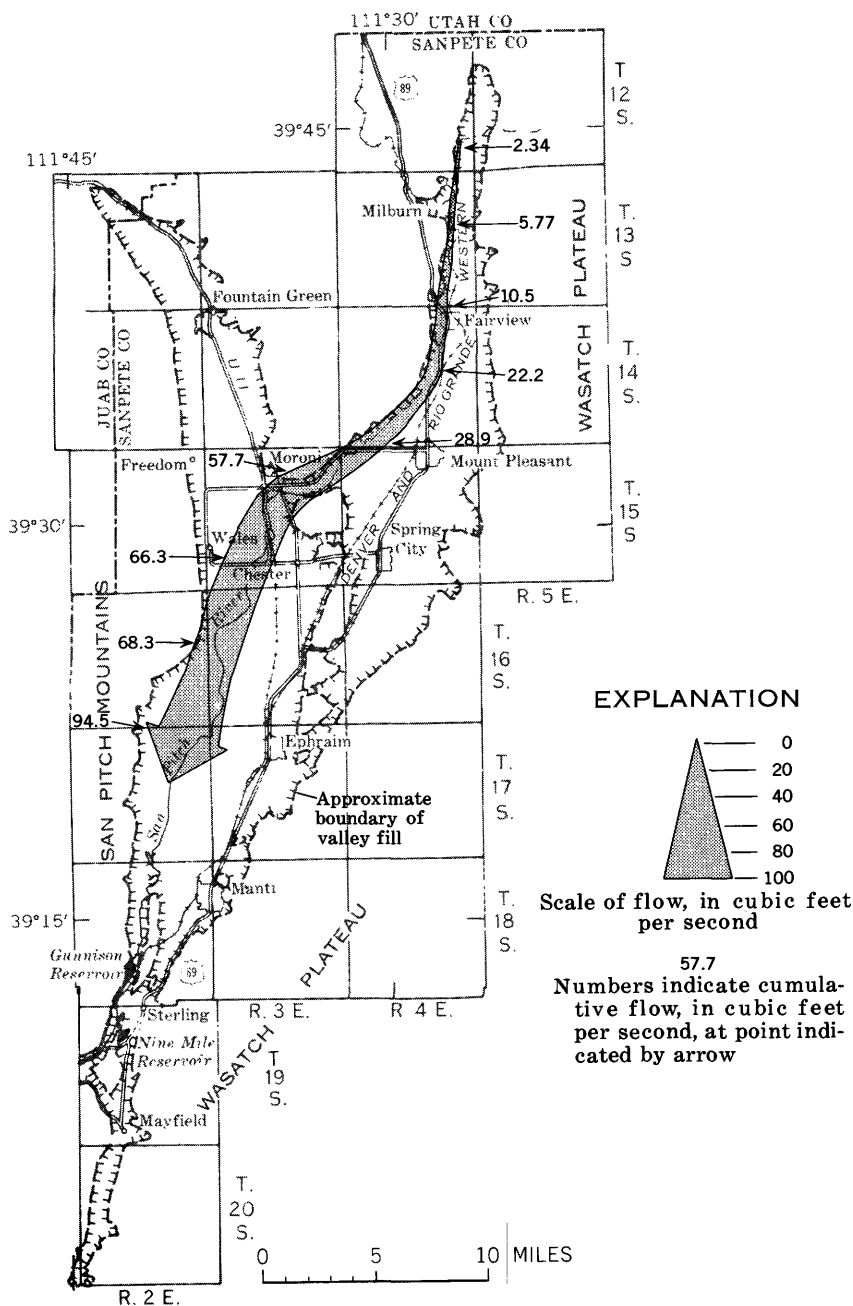 111°30' UTAH CO
SANPETE CO
T
12
S.
89
39°45'
2.34
111°45'
Milburn
5.77
WESTERN
T.
13
S
WASATCH PLATEAU
Fountain Green
10.5
Fairview
JUAB CO
SANPETE CO
22.2
T.
14
S.
RIO GRANDE
28.9
Moroni
57.7
Freedom
Mount Pleasant
AND
T.
15
S
39°30'
Wales
Spring
City
66.3
Chester
DENVER
R. 5 E.
River
68.3
T.
16
S.
SAN PITCH MOUNTAINS
94.5
Ephraim
Pitch
San
T.
17
S.
Approximate
boundary of
valley fill
Manti
T.
18
S.
39°15'
PLATEAU
Gunnison
Reservoir
89
Sterling
R. 3 E.
R 4 E.
WASATCH
Nine Mile
Reservoir
T
19
S.
Mayfield
T.
20
S.
0 5 10 MILES
R. 2 E.
EXPLANATION
0
20
40
60
80
100
Scale of flow, in cubic feet
per second
57.7
Numbers indicate cumula-
tive flow, in cubic feet
per second, at point indi-
cated by arrow